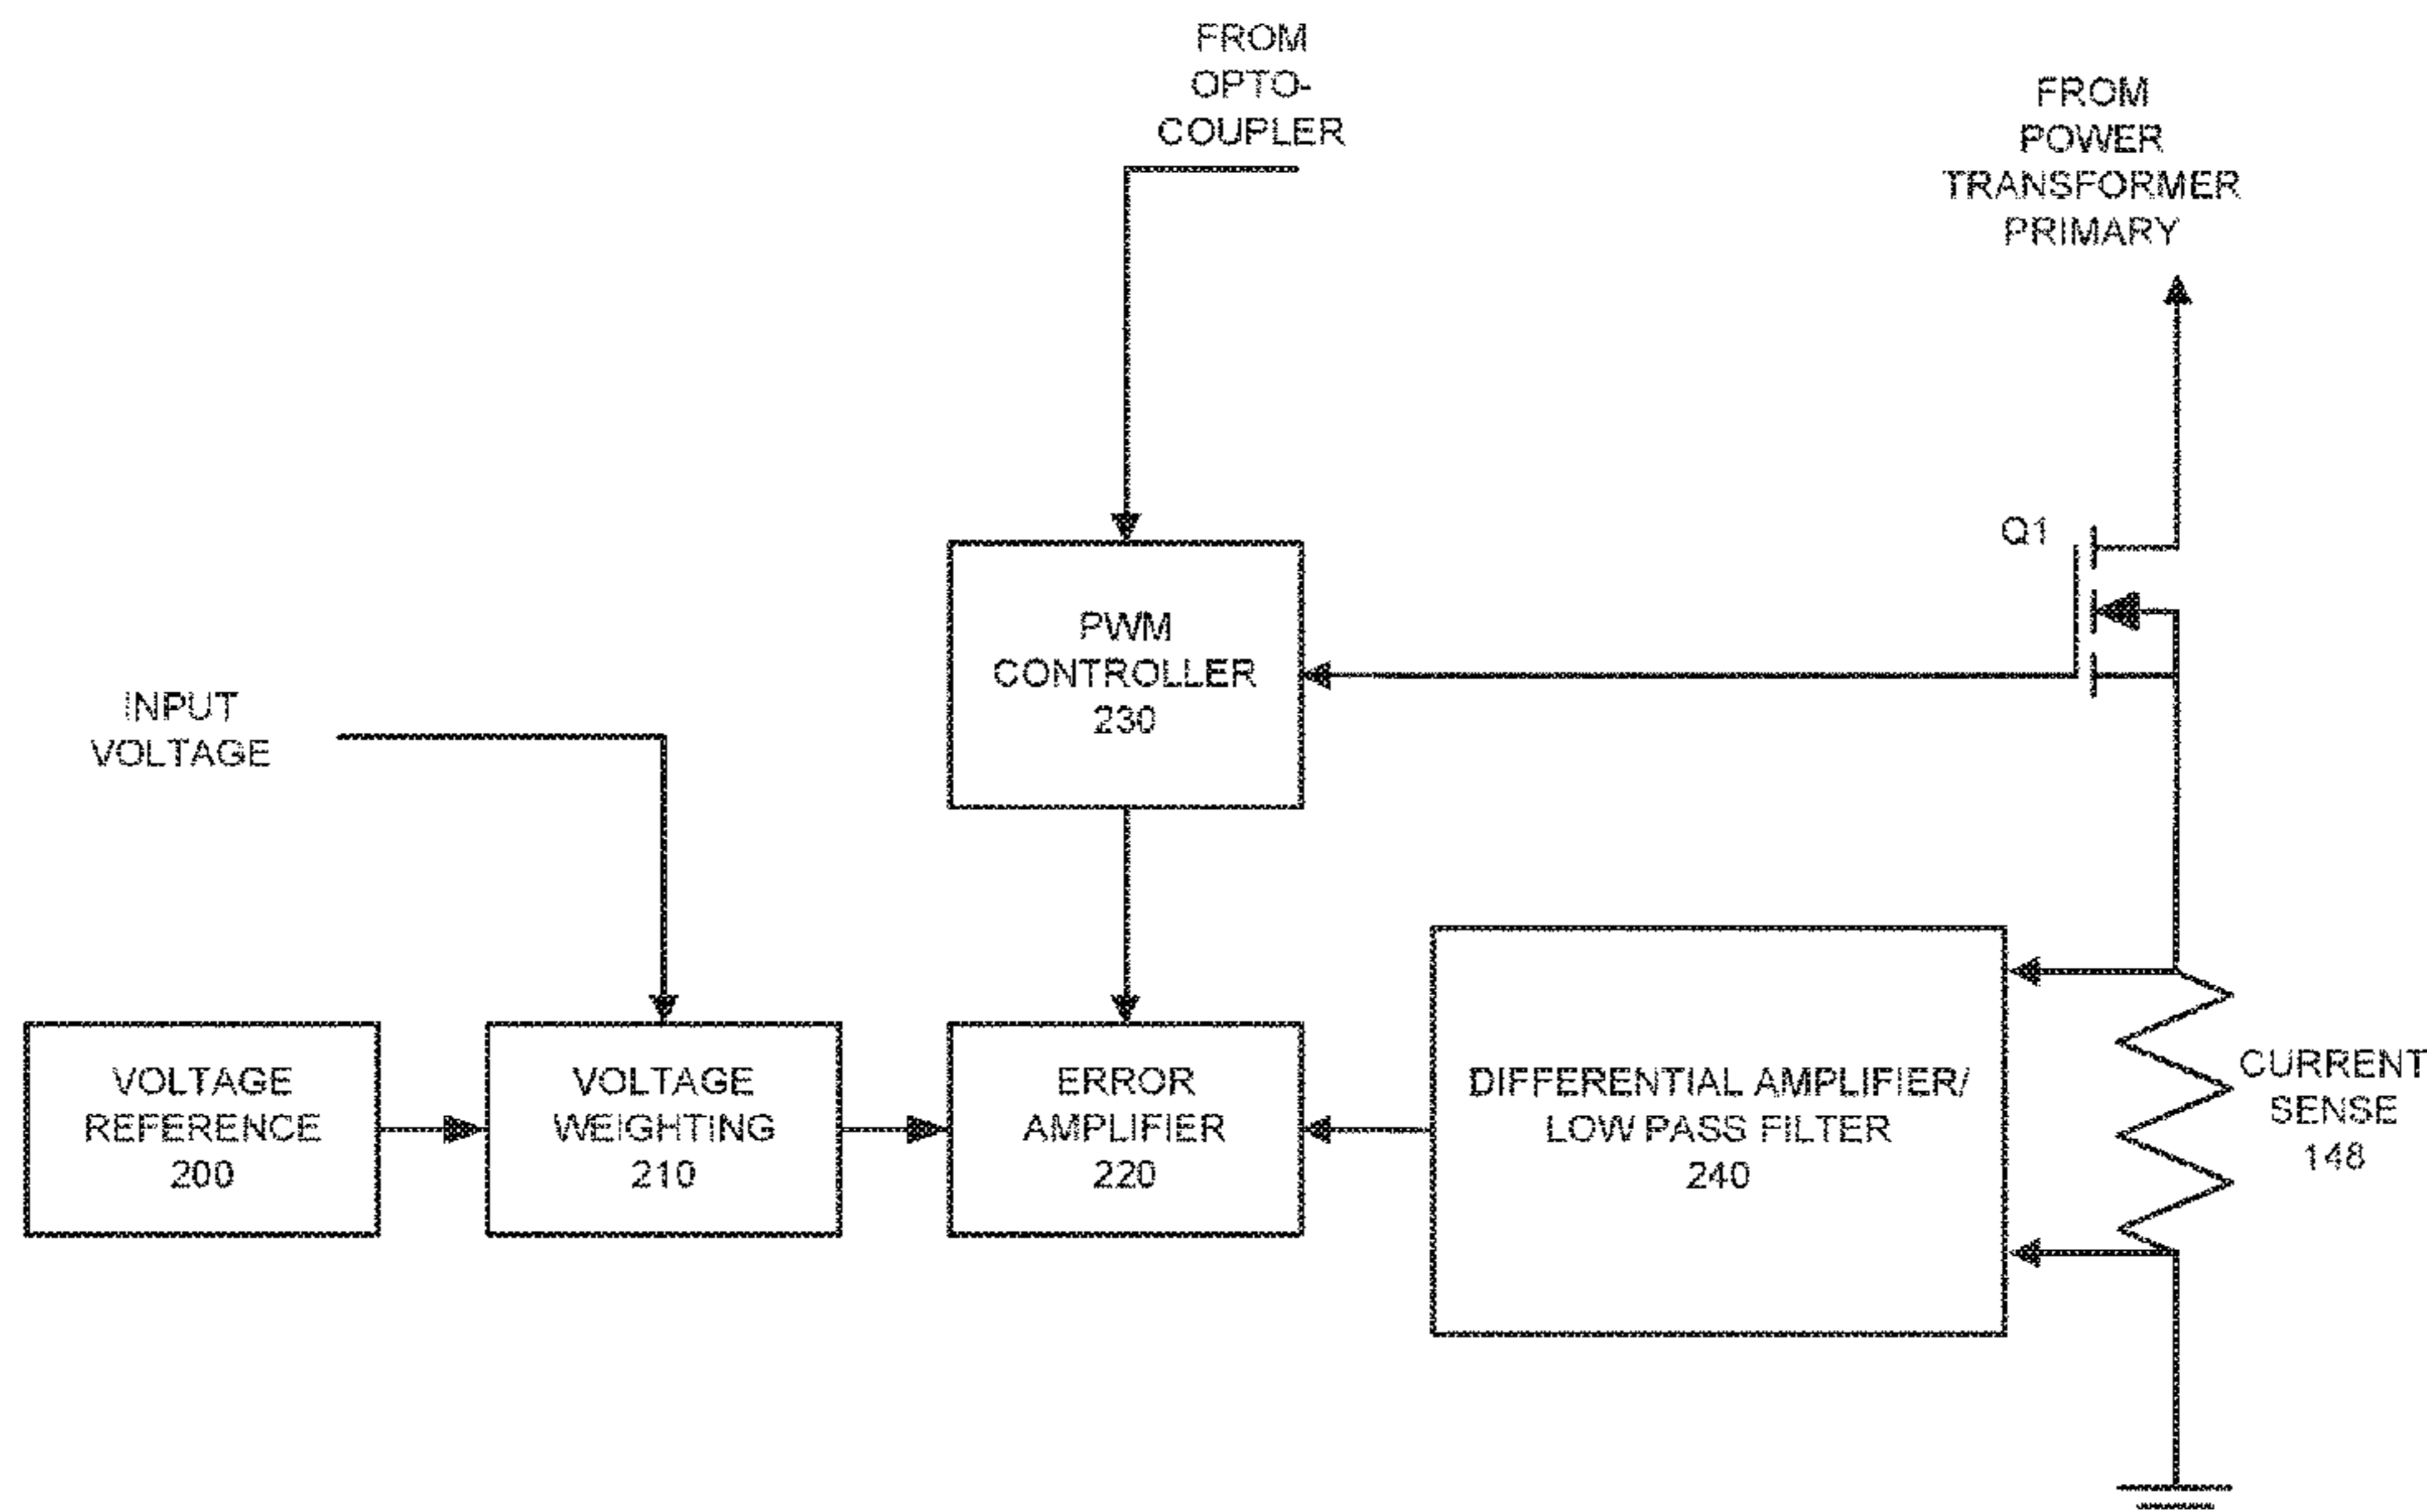 FROM
OPTO-
COUPLER
FROM
POWER
TRANSFORMER
PRIMARY
Q1
PWM
CONTROLLER
230
INPUT
VOLTAGE
VOLTAGE
REFERENCE
200
VOLTAGE
WEIGHTING
210
ERROR
AMPLIFIER
220
DIFFERENTIAL AMPLIFIER/
LOW PASS FILTER
240
CURRENT
SENSE
148